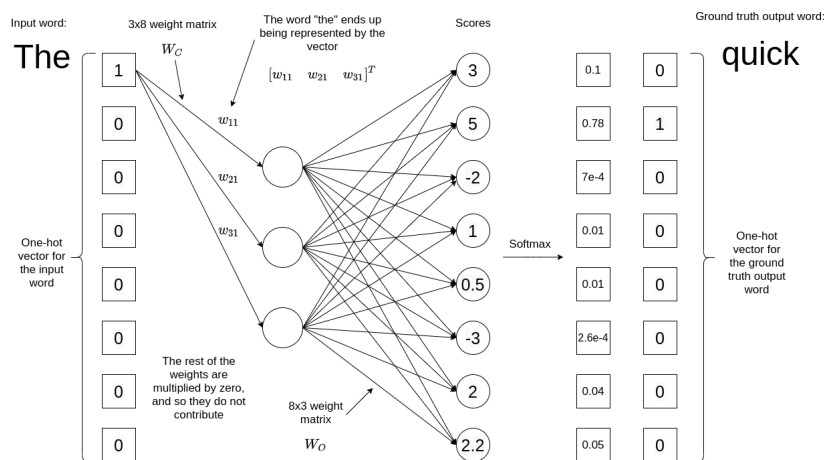 Input word:
The
3x8 weight matrix
W_C
The word "the" ends up
being represented by the
vector
[w11 w21 w31]^T
Scores
Ground truth output word:
quick
1
0
0
0
0
0
0
0
w11
w21
w31
3
5
-2
1
0.5
-3
2
2.2
Softmax
0.1
0.78
7e-4
0.01
0.01
2.6e-4
0.04
0.05
0
1
0
0
0
0
0
0
One-hot
vector for
the input
word
The rest of the
weights are
multiplied by zero,
and so they do not
contribute
8x3 weight
matrix
W_O
One-hot
vector for
the ground
truth output
word